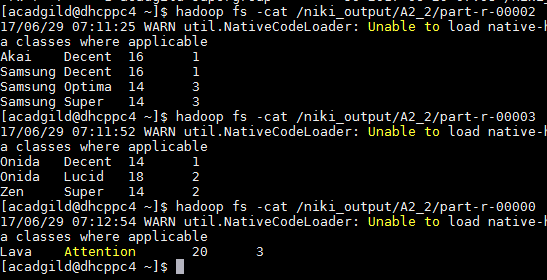 [acadgild@dhcppc4 ~]$ hadoop fs -cat /niki_output/A2_2/part-r-00002
17/06/29 07:11:25 WARN util.NativeCodeLoader: Unable to load native-h
a classes where applicable
Akai    Decent  16      1
Samsung Decent  16      1
Samsung Optima  14      3
Samsung Super   14      3
[acadgild@dhcppc4 ~]$ hadoop fs -cat /niki_output/A2_2/part-r-00003
17/06/29 07:11:52 WARN util.NativeCodeLoader: Unable to load native-h
a classes where applicable
Onida   Decent  14      1
Onida   Lucid   18      2
Zen     Super   14      2
[acadgild@dhcppc4 ~]$ hadoop fs -cat /niki_output/A2_2/part-r-00000
17/06/29 07:12:54 WARN util.NativeCodeLoader: Unable to load native-h
a classes where applicable
Lava    Attention       20      3
[acadgild@dhcppc4 ~]$